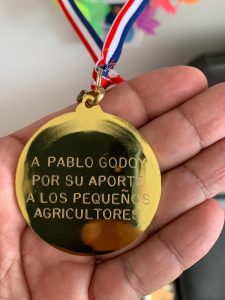 A PABLO GODOY
POR SU APORTE
A LOS PEQUEÑOS
AGRICULTORES